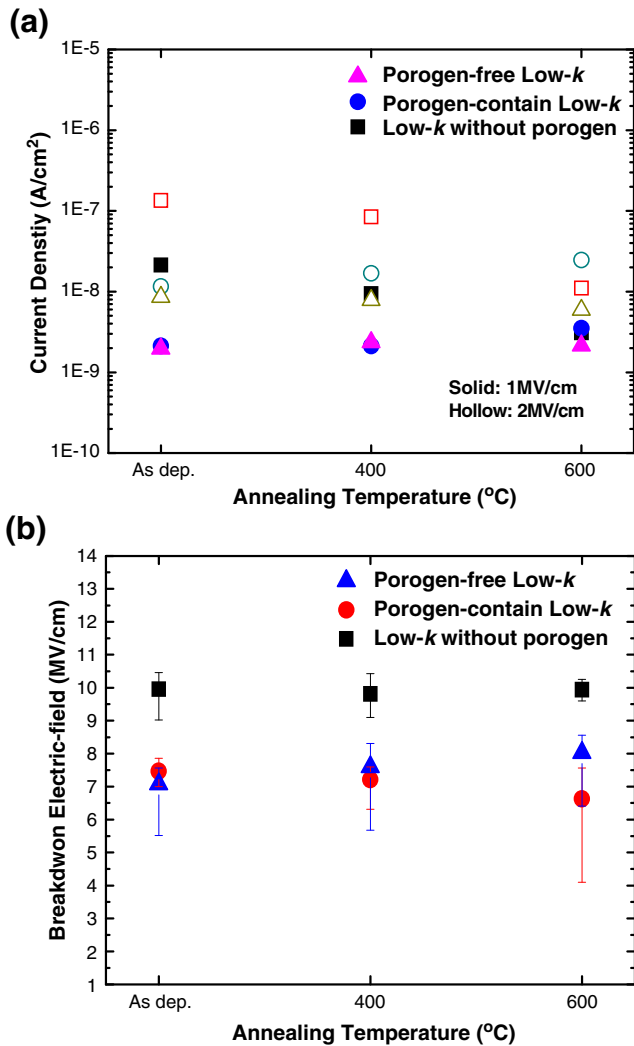 (a)
1E-5
1E-6
1E-7
1E-8
1E-9
1E-10
Current Denstiy (A/cm²)
Porogen-free Low-k
Porogen-contain Low-k
Low-k without porogen
Solid: 1MV/cm
Hollow: 2MV/cm
As dep.
400
600
Annealing Temperature (ºC)
(b)
14
13
12
11
10
9
8
7
6
5
4
3
2
1
Breakdwon Electric-field (MV/cm)
Porogen-free Low-k
Porogen-contain Low-k
Low-k without porogen
As dep.
400
600
Annealing Temperature (ºC)